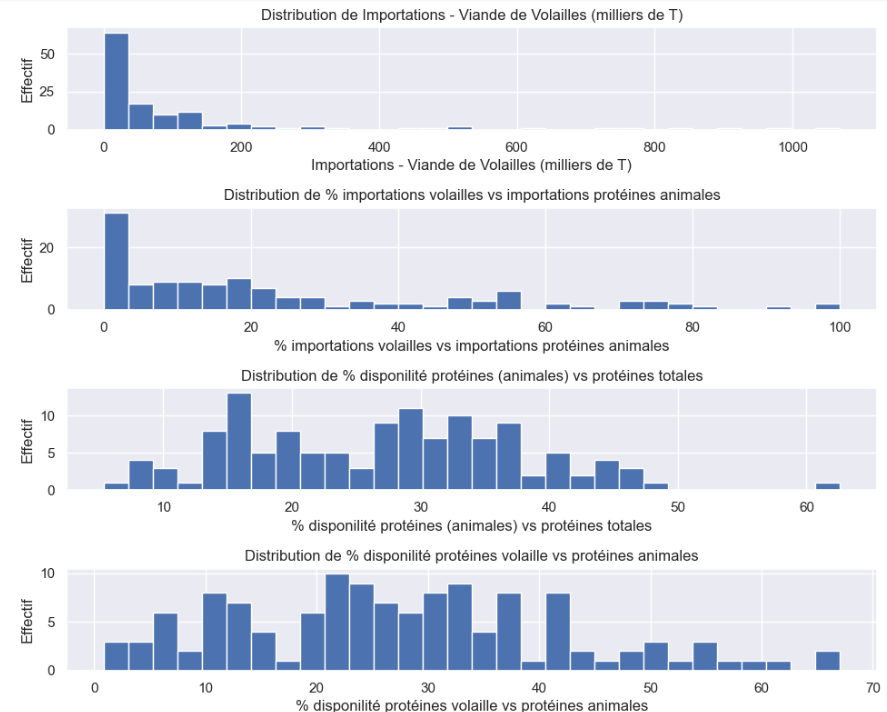 Distribution de Importations - Viande de Volailles (milliers de T)
Effectif
50
25
0
0 200 400 600 800 1000
Importations - Viande de Volailles (milliers de T)
Distribution de % importations volailles vs importations protéines animales
Effectif
20
0
0 20 40 60 80 100
% importations volailles vs importations protéines animales
Distribution de % disponilité protéines (animales) vs protéines totales
Effectif
10
5
0
10 20 30 40 50 60
% disponilité protéines (animales) vs protéines totales
Distribution de % disponilité protéines volaille vs protéines animales
Effectif
10
5
0
0 10 20 30 40 50 60 70
% disponilité protéines volaille vs protéines animales